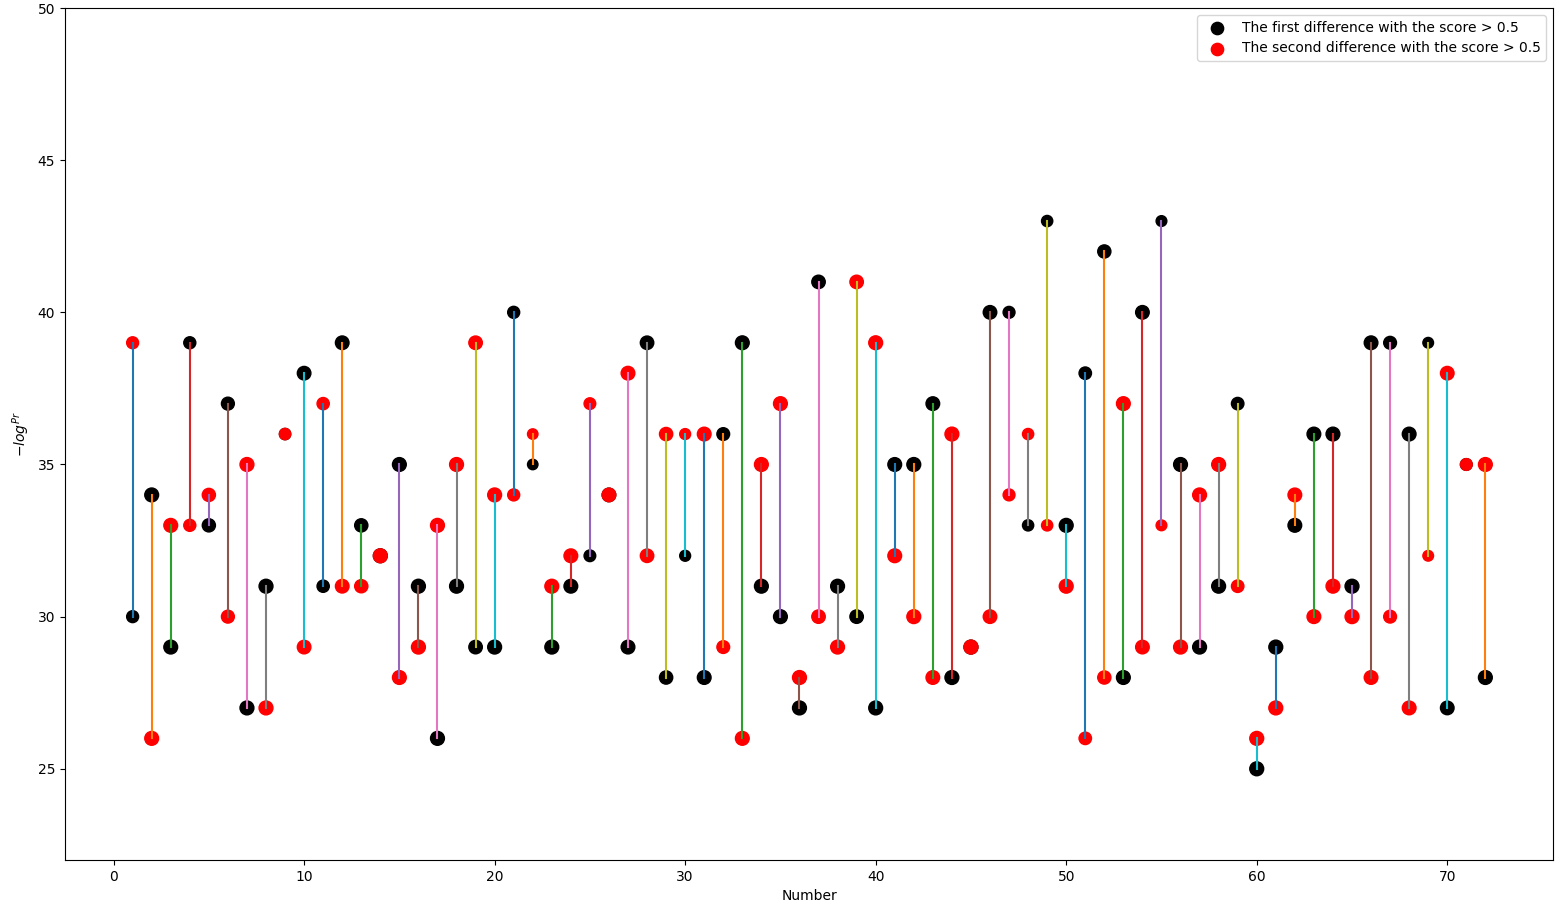 50
45
40
35
30
25
-log^Pr
0 10 20 30 40 50 60 70
Number
The first difference with the score > 0.5
The second difference with the score > 0.5